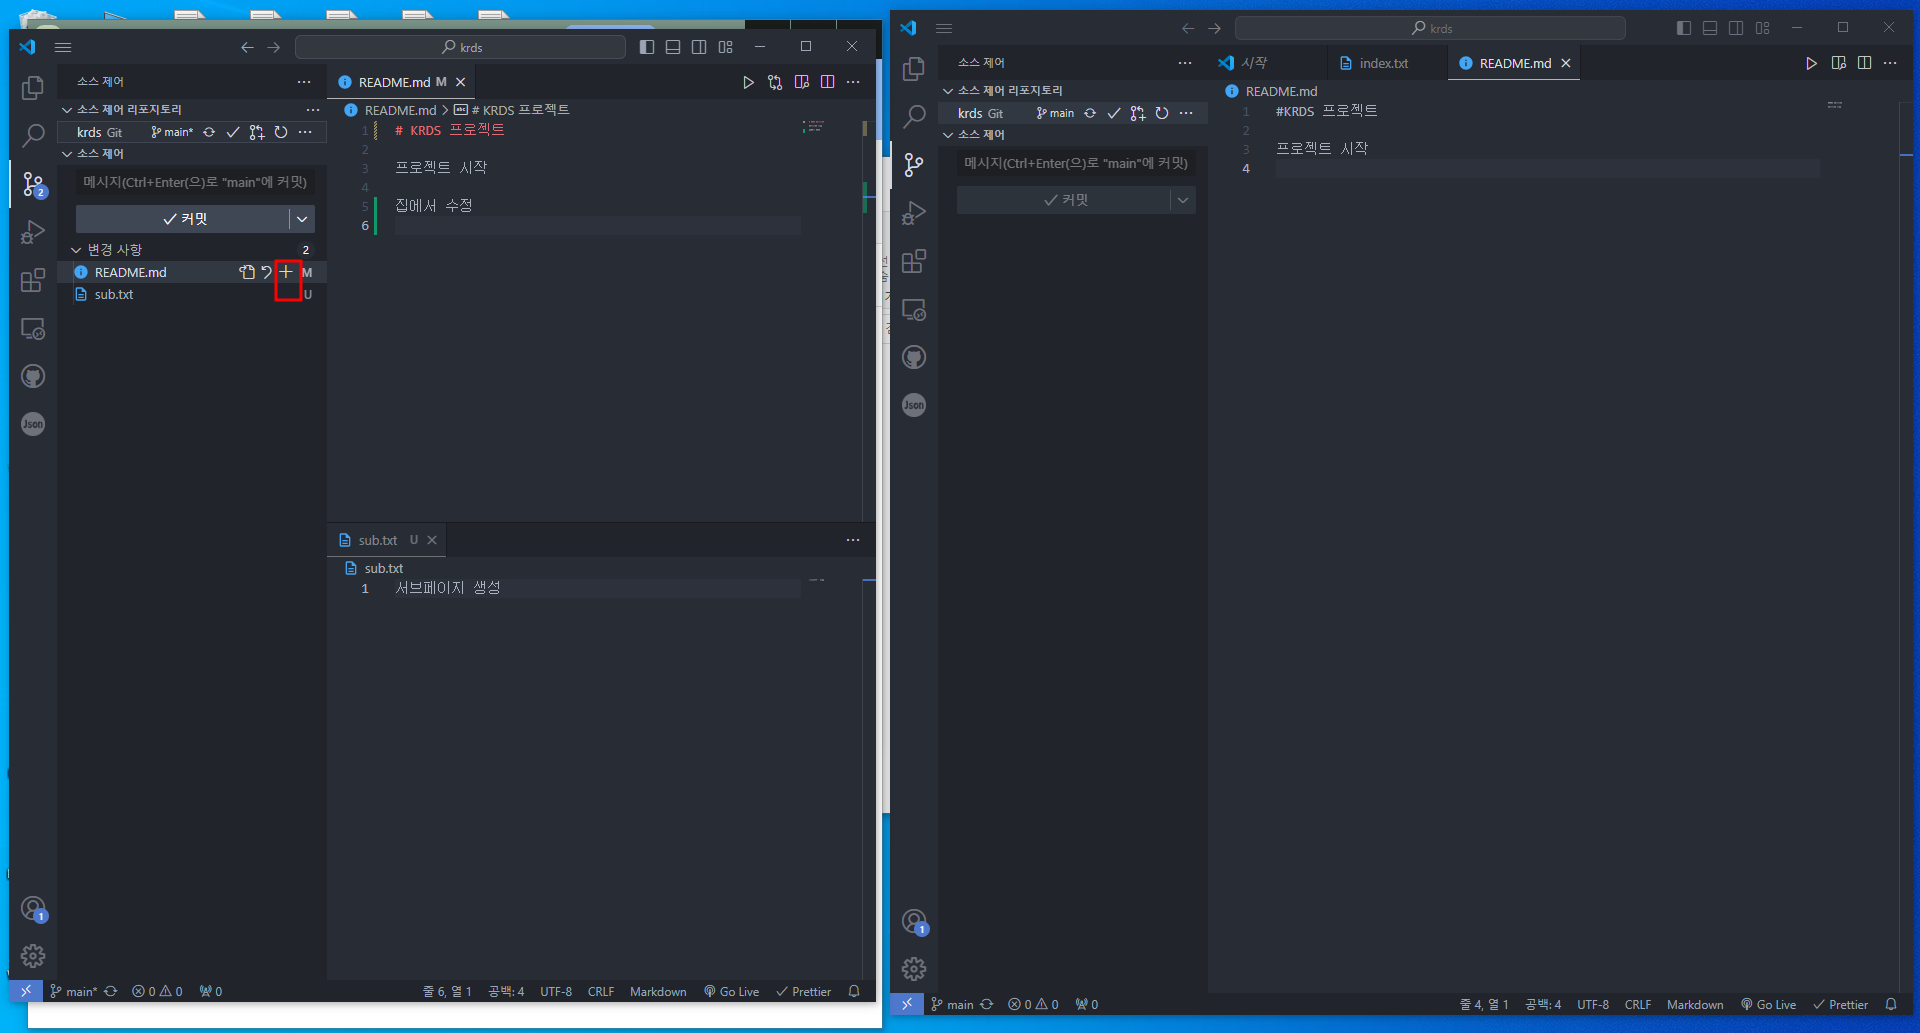 krds
소스 제어
README.md M
소스 제어 리포지토리
README.md > # KRDS 프로젝트
krds Git main*
소스 제어
메시지(Ctrl+Enter(으)로 "main"에 커밋)
커밋
변경 사항 2
README.md M
sub.txt U
2
Json
1
1 # KRDS 프로젝트
2
3 프로젝트 시작
4
5 집에서 수정
6
sub.txt U
sub.txt
1 서브페이지 생성
main* 0 0 0 줄 6, 열 1 공백: 4 UTF-8 CRLF Markdown Go Live Prettier
krds
소스 제어
시작 index.txt README.md
소스 제어 리포지토리
README.md
krds Git main
소스 제어
메시지(Ctrl+Enter(으)로 "main"에 커밋)
커밋
Json
1
1 #KRDS 프로젝트
2
3 프로젝트 시작
4
main 0 0 0 줄 4, 열 1 공백: 4 UTF-8 CRLF Markdown Go Live Prettier